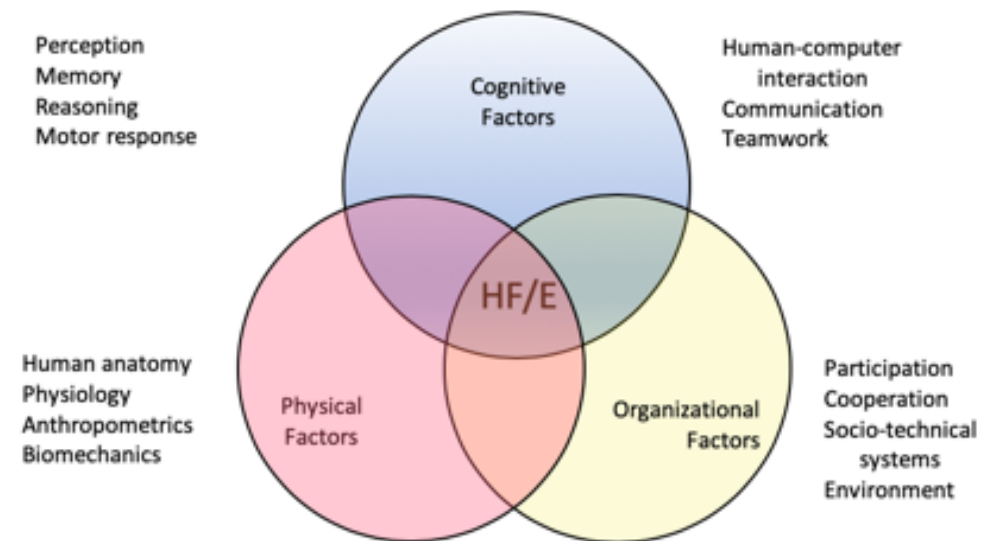 Perception
Memory
Reasoning
Motor response
Cognitive
Factors
Human-computer
interaction
Communication
Teamwork
HF/E
Human anatomy
Physiology
Anthropometrics
Biomechanics
Physical
Factors
Organizational
Factors
Participation
Cooperation
Socio-technical
systems
Environment